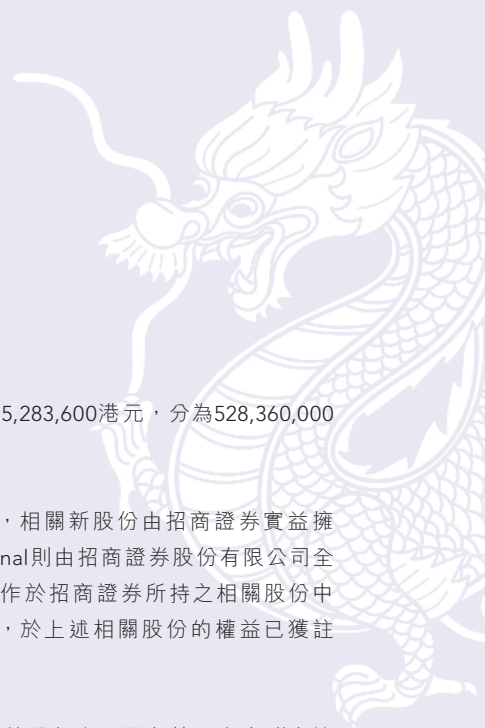 5,283,600港元，分為528,360,000
，相關新股份由招商證券實益擁
nal則由招商證券股份有限公司全
作於招商證券所持之相關股份中
，於上述相關股份的權益已獲註